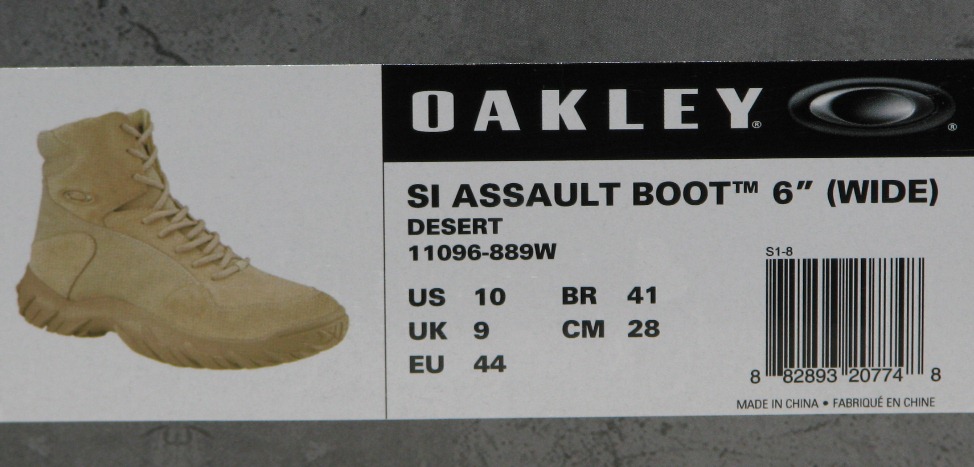 OAKLEY®
®
SI ASSAULT BOOT™ 6” (WIDE)
DESERT
11096-889W
US 10 BR 41
UK 9 CM 28
EU 44
S1-8
8 82893 20774 8
MADE IN CHINA • FABRIQUÉ EN CHINE